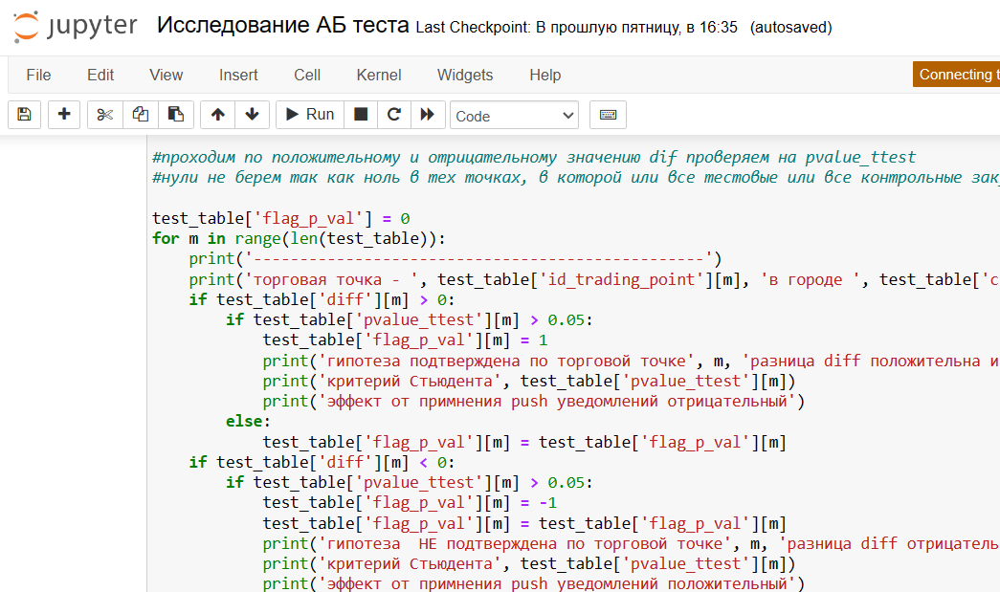 jupyter Исследование АБ теста Last Checkpoint: В прошлую пятницу, в 16:35 (autosaved)
File Edit View Insert Cell Kernel Widgets Help Connecting t
Run Code
#проходим по положительному и отрицательному значению dif проверяем на pvalue_ttest
#нули не берем так как ноль в тех точках, в которой или все тестовые или все контрольные зак
test_table['flag_p_val'] = 0
for m in range(len(test_table)):
    print('-------------------------------------------------')
    print('торговая точка - ', test_table['id_trading_point'][m], 'в городе ', test_table['c
    if test_table['diff'][m] > 0:
        if test_table['pvalue_ttest'][m] > 0.05:
            test_table['flag_p_val'][m] = 1
            print('гипотеза подтверждена по торговой точке', m, 'разница diff положительна и
            print('критерий Стьюдента', test_table['pvalue_ttest'][m])
            print('эффект от примнения push уведомлений отрицательный')
        else:
            test_table['flag_p_val'][m] = test_table['flag_p_val'][m]
    if test_table['diff'][m] < 0:
        if test_table['pvalue_ttest'][m] > 0.05:
            test_table['flag_p_val'][m] = -1
            test_table['flag_p_val'][m] = test_table['flag_p_val'][m]
            print('гипотеза  НЕ подтверждена по торговой точке', m, 'разница diff отрицатель
            print('критерий Стьюдента', test_table['pvalue_ttest'][m])
            print('эффект от примнения push уведомлений положительный')